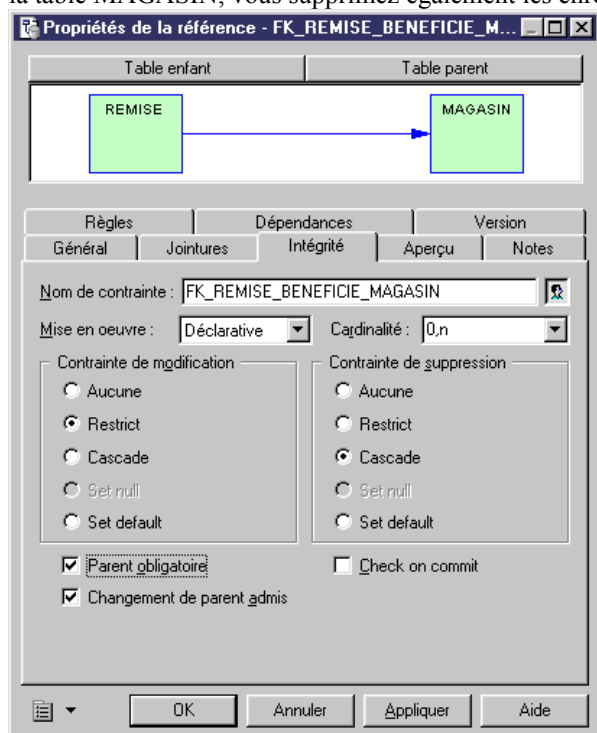 la table MAGASIN, vous supprimez également les enre
Propriétés de la référence - FK_REMISE_BENEFICIE_M...
Table enfant Table parent
REMISE MAGASIN
Règles Dépendances Version
Général Jointures Intégrité Aperçu Notes
Nom de contrainte : FK_REMISE_BENEFICIE_MAGASIN
Mise en oeuvre : Déclarative Cardinalité : 0,n
Contrainte de modification Contrainte de suppression
Aucune Aucune
Restrict Restrict
Cascade Cascade
Set null Set null
Set default Set default
Parent obligatoire Check on commit
Changement de parent admis
OK Annuler Appliquer Aide